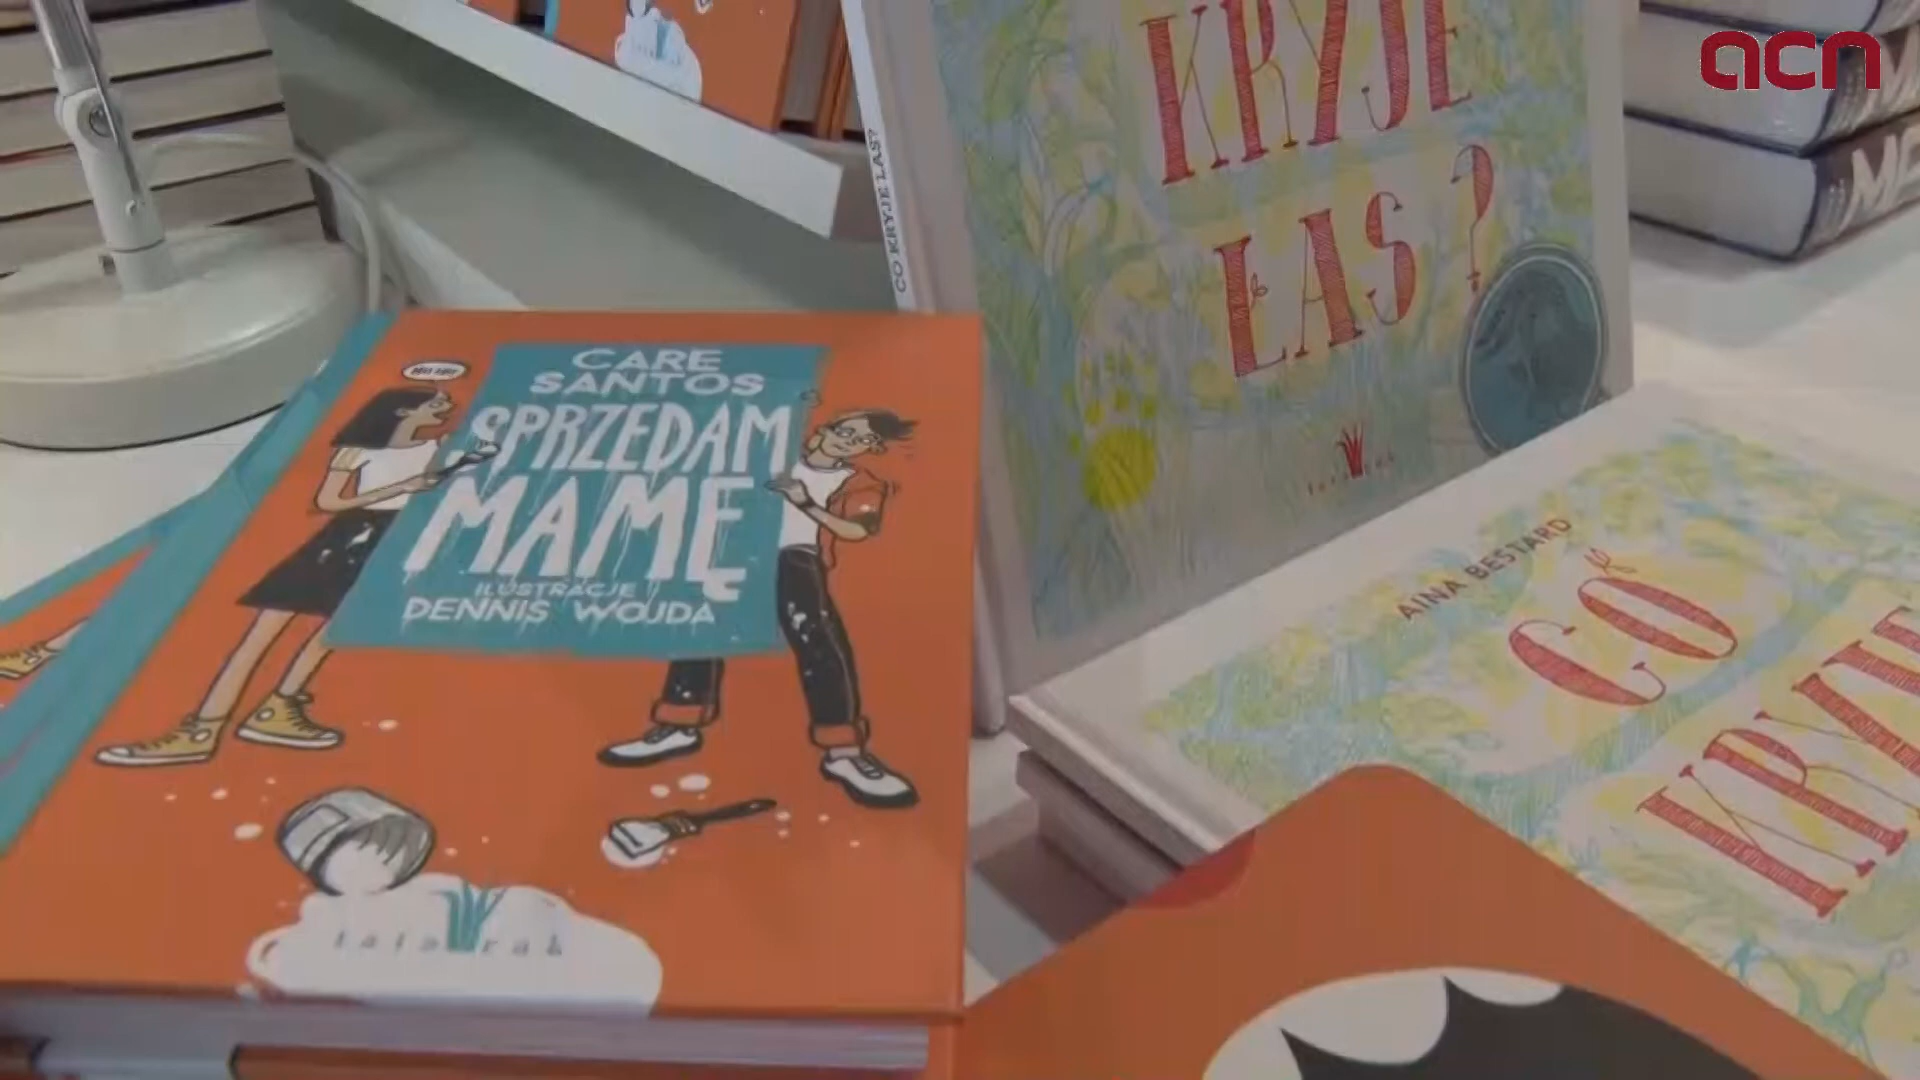 acn
CARE
SANTOS
SPRZEDAM
MAMĘ
ILUSTRACJE
DENNIS WOJDA
CO KRYJE LAS?
KRYJE
LAS?
AINA BESTARD
CO
KRYJE